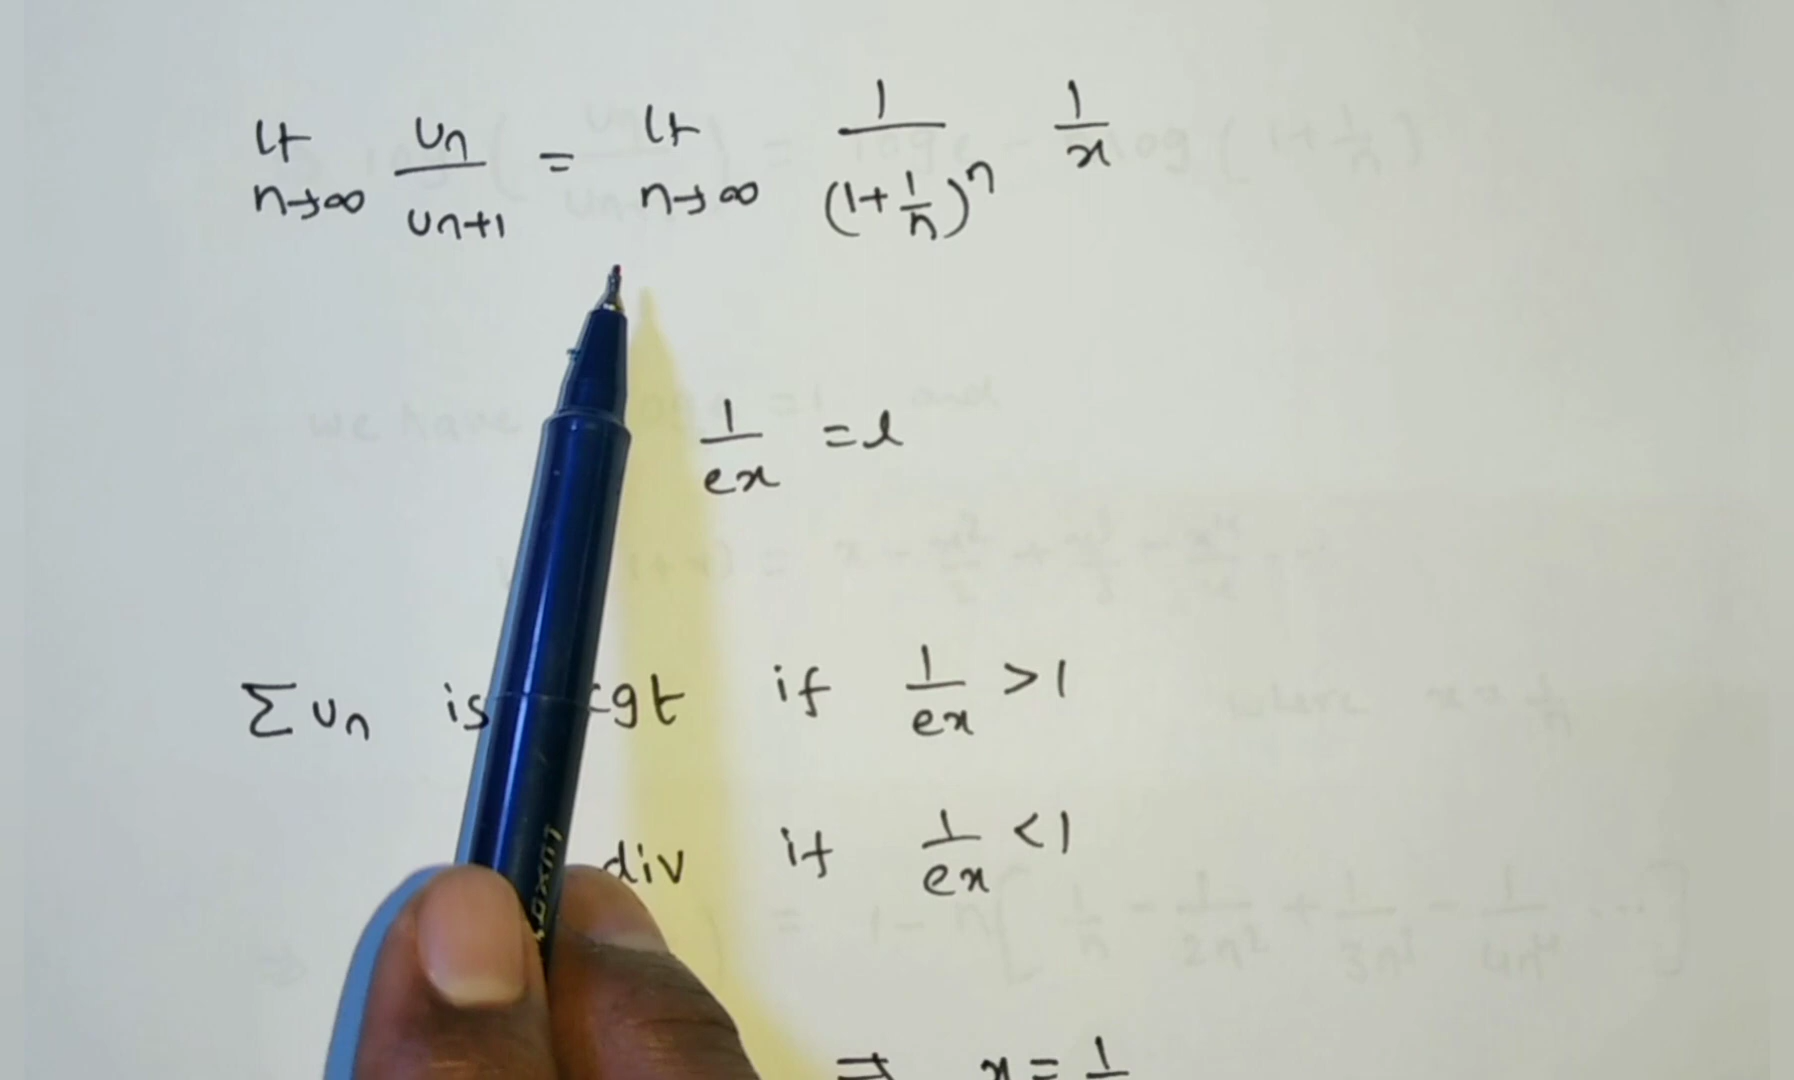 lt n→∞ un/un+1 = lt n→∞ 1/(1+1/n)^n 1/x
1/ex = l
Σun is cgt if 1/ex > 1
div if 1/ex < 1
⇒ x = 1